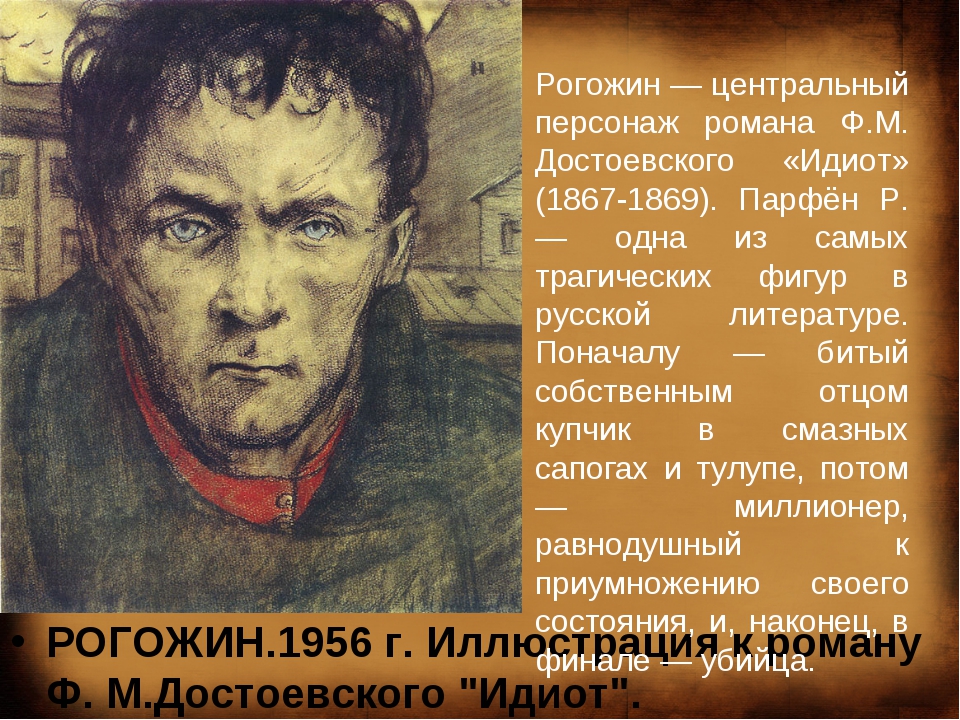 Рогожин — центральный
персонаж романа Ф.М.
Достоевского «Идиот»
(1867-1869). Парфён Р.
— одна из самых
трагических фигур в
русской литературе.
Поначалу — битый
собственным отцом
купчик в смазных
сапогах и тулупе, потом
— миллионер,
равнодушный к
приумножению своего
состояния, и, наконец, в
финале — убийца.
• РОГОЖИН.1956 г. Иллюстрация к роману
Ф. М.Достоевского "Идиот".